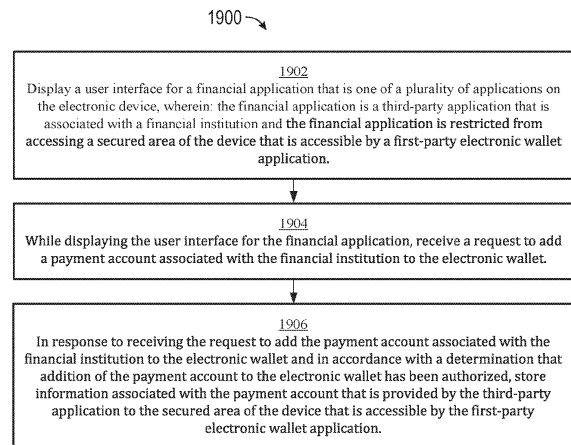 1900
1902
Display a user interface for a financial application that is one of a plurality of applications on
the electronic device, wherein: the financial application is a third-party application that is
associated with a financial institution and the financial application is restricted from
accessing a secured area of the device that is accessible by a first-party electronic wallet
application.
1904
While displaying the user interface for the financial application, receive a request to add
a payment account associated with the financial institution to the electronic wallet.
1906
In response to receiving the request to add the payment account associated with the
financial institution to the electronic wallet and in accordance with a determination that
addition of the payment account to the electronic wallet has been authorized, store
information associated with the payment account that is provided by the third-party
application to the secured area of the device that is accessible by the first-party
electronic wallet application.